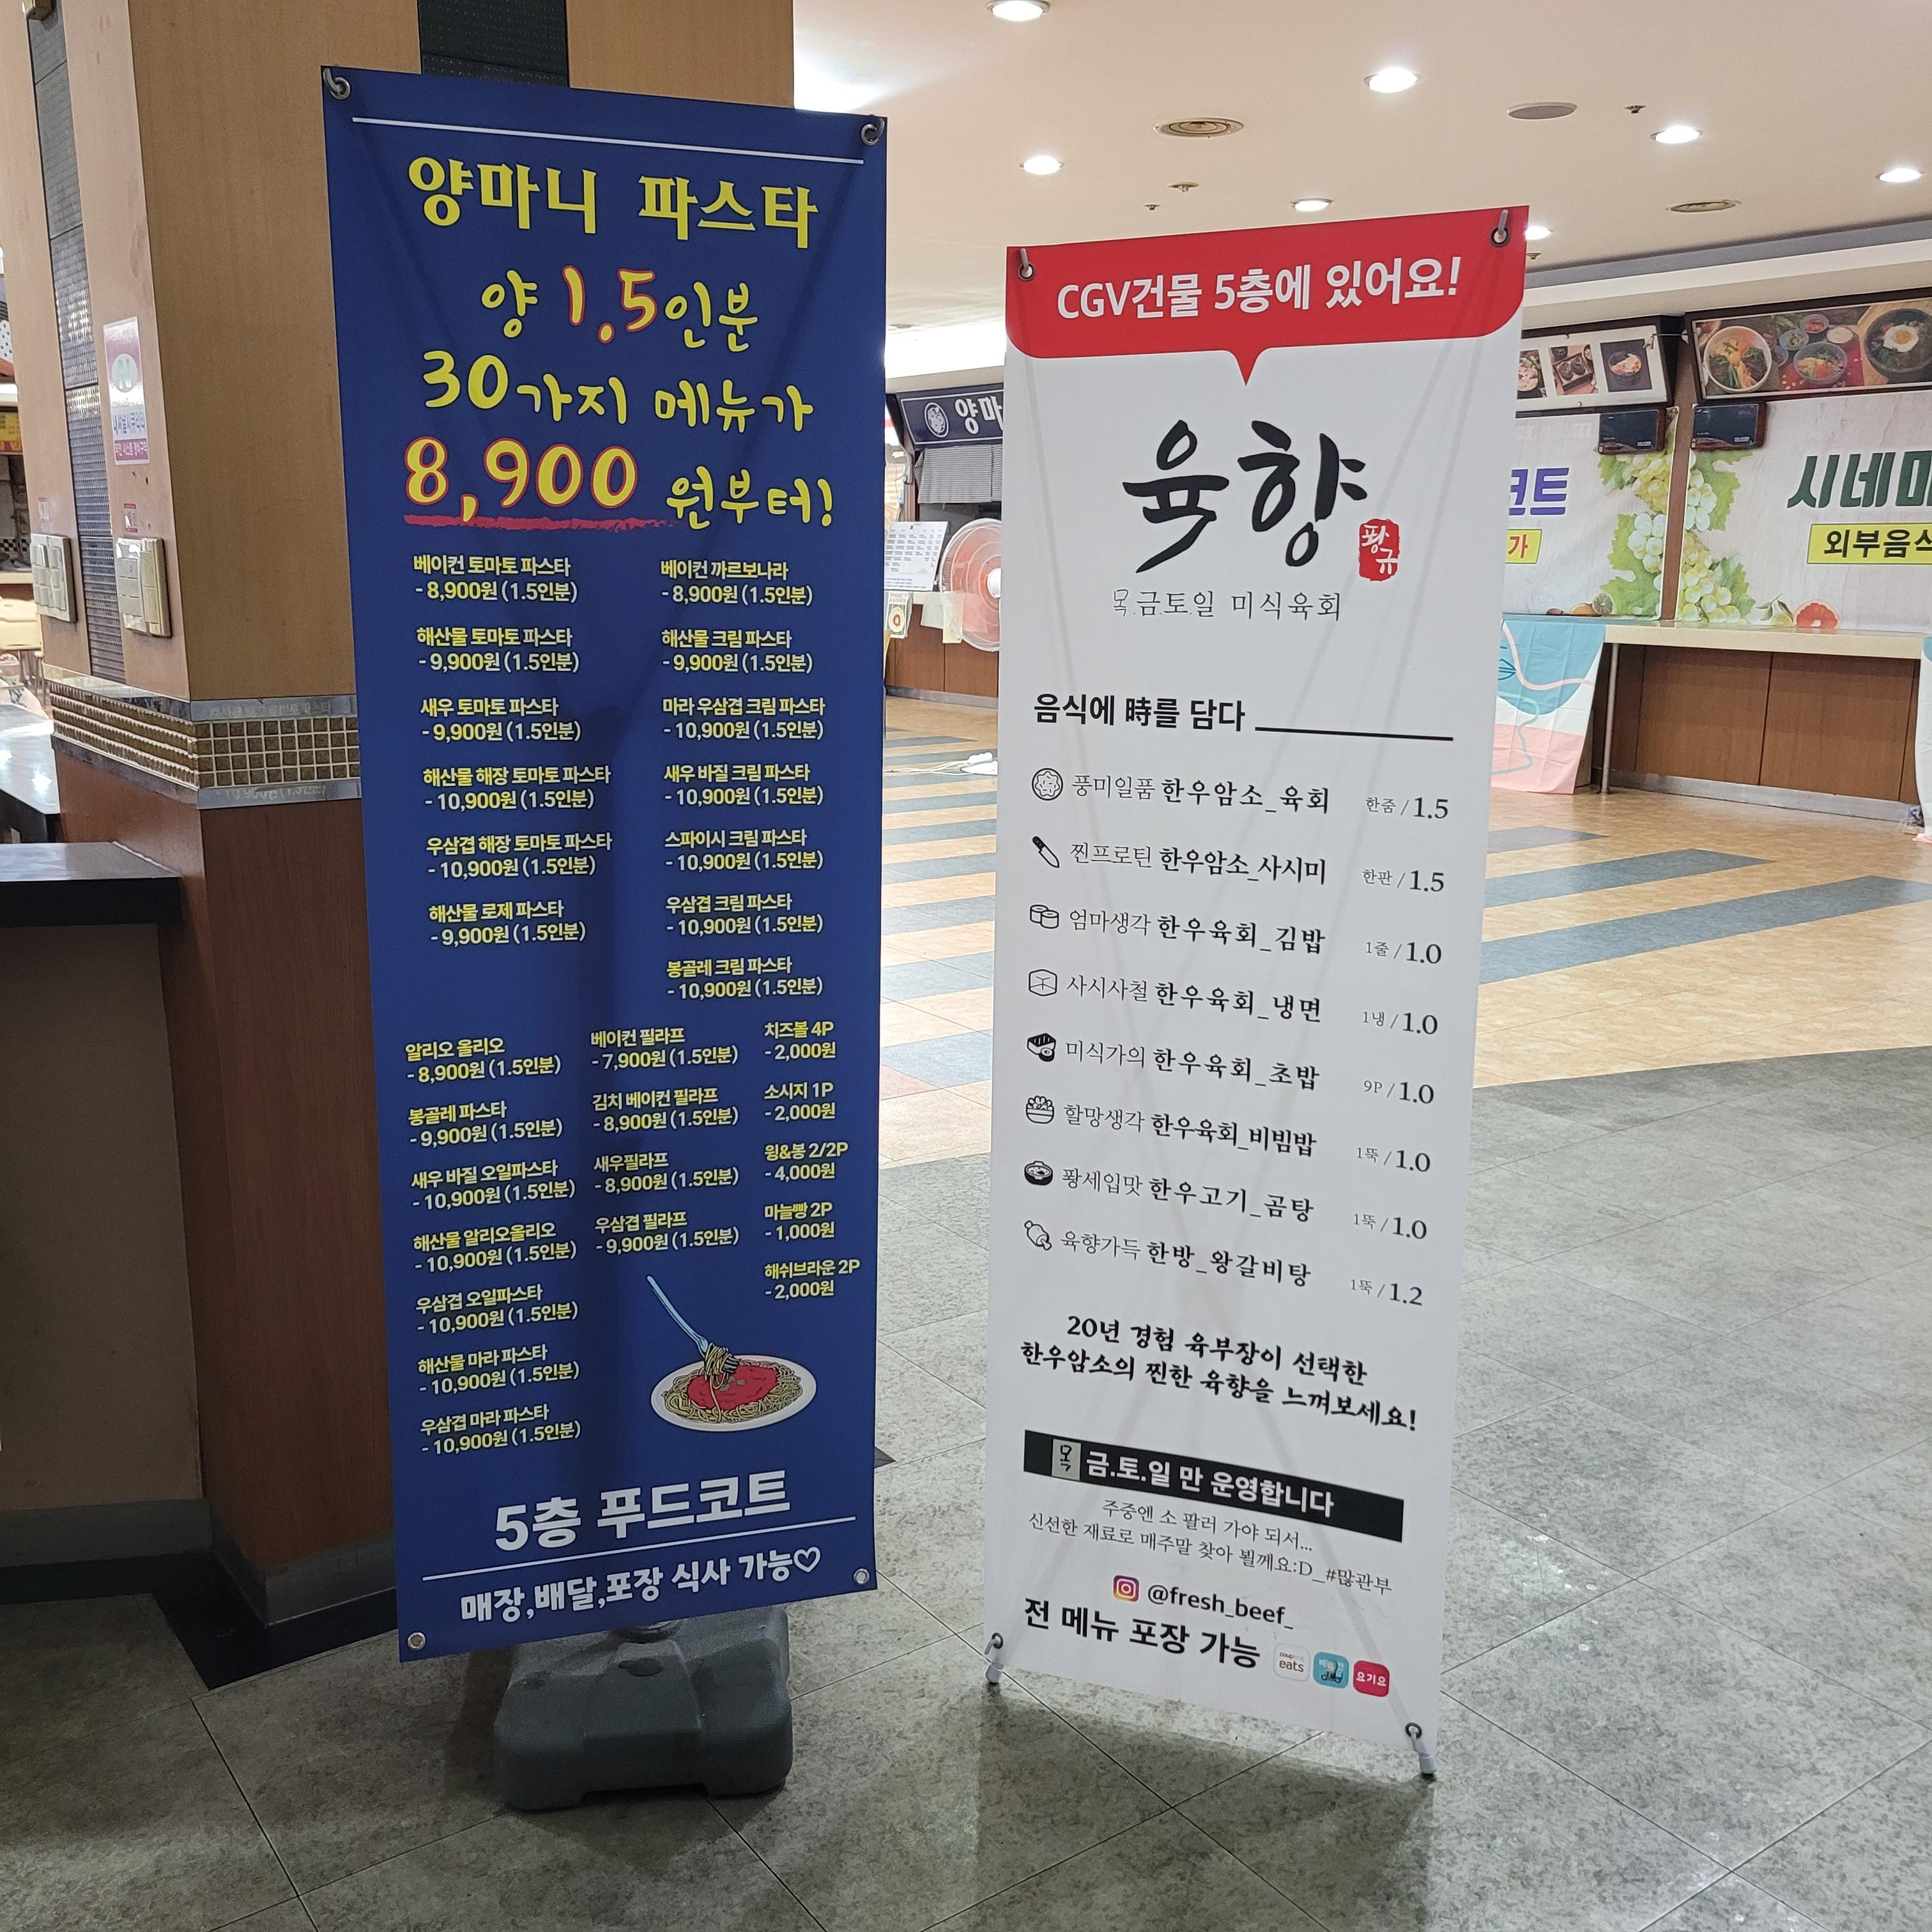 양마니 파스타
양 1.5인분
30가지 메뉴가
8,900 원부터!
베이컨 토마토 파스타
- 8,900원 (1.5인분)
해산물 토마토 파스타
- 9,900원 (1.5인분)
새우 토마토 파스타
- 9,900원 (1.5인분)
해산물 해장 토마토 파스타
- 10,900원 (1.5인분)
우삼겹 해장 토마토 파스타
- 10,900원 (1.5인분)
해산물 로제 파스타
- 9,900원 (1.5인분)
베이컨 까르보나라
- 8,900원 (1.5인분)
해산물 크림 파스타
- 9,900원 (1.5인분)
마라 우삼겹 크림 파스타
- 10,900원 (1.5인분)
새우 바질 크림 파스타
- 10,900원 (1.5인분)
스파이시 크림 파스타
- 10,900원 (1.5인분)
우삼겹 크림 파스타
- 10,900원 (1.5인분)
봉골레 크림 파스타
- 10,900원 (1.5인분)
알리오 올리오
- 8,900원 (1.5인분)
봉골레 파스타
- 9,900원 (1.5인분)
새우 바질 오일파스타
- 10,900원 (1.5인분)
해산물 알리오올리오
- 10,900원 (1.5인분)
우삼겹 오일파스타
- 10,900원 (1.5인분)
해산물 마라 파스타
- 10,900원 (1.5인분)
우삼겹 마라 파스타
- 10,900원 (1.5인분)
베이컨 필라프
- 7,900원 (1.5인분)
김치 베이컨 필라프
- 8,900원 (1.5인분)
새우필라프
- 8,900원 (1.5인분)
우삼겹 필라프
- 9,900원 (1.5인분)
치즈볼 4P
- 2,000원
소시지 1P
- 2,000원
윙&봉 2/2P
- 4,000원
마늘빵 2P
- 1,000원
해쉬브라운 2P
- 2,000원
5층 푸드코트
매장,배달,포장 식사 가능♡
CGV건물 5층에 있어요!
육향
팡규
목.금.토.일 미식육회
음식에 時를 담다
풍미일품 한우암소_육회 한줌 / 1.5
찐프로틴 한우암소_사시미 한판 / 1.5
엄마생각 한우육회_김밥 1줄 / 1.0
사시사철 한우육회_냉면 1냉 / 1.0
미식가의 한우육회_초밥 9P / 1.0
할망생각 한우육회_비빔밥 1뚝 / 1.0
퐝세입맛 한우고기_곰탕 1뚝 / 1.0
육향가득 한방_왕갈비탕 1뚝 / 1.2
20년 경험 육부장이 선택한
한우암소의 찐한 육향을 느껴보세요!
목 금.토.일 만 운영합니다
주중엔 소 팔러 가야 되서...
신선한 재료로 매주말 찾아 뵐께요:D_#많관부
@fresh_beef_
전 메뉴 포장 가능
eats
요기요
양마
코트
가
시네마
외부음식